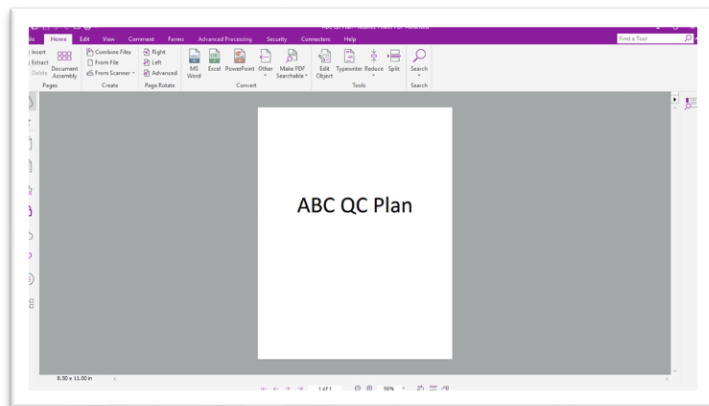 Home Edit View Comment Forms Advanced Processing Security Connectors Help Find a Tool
Insert Combine Files Right
Extract From File Left
Delete Document Assembly From Scanner Advanced MS Word Excel PowerPoint Other Make PDF Searchable Edit Object Typewriter Reduce Split Search
Pages Create Page Rotate Convert Tools Search
ABC QC Plan
8.50 x 11.00 in
1 of 1 50%